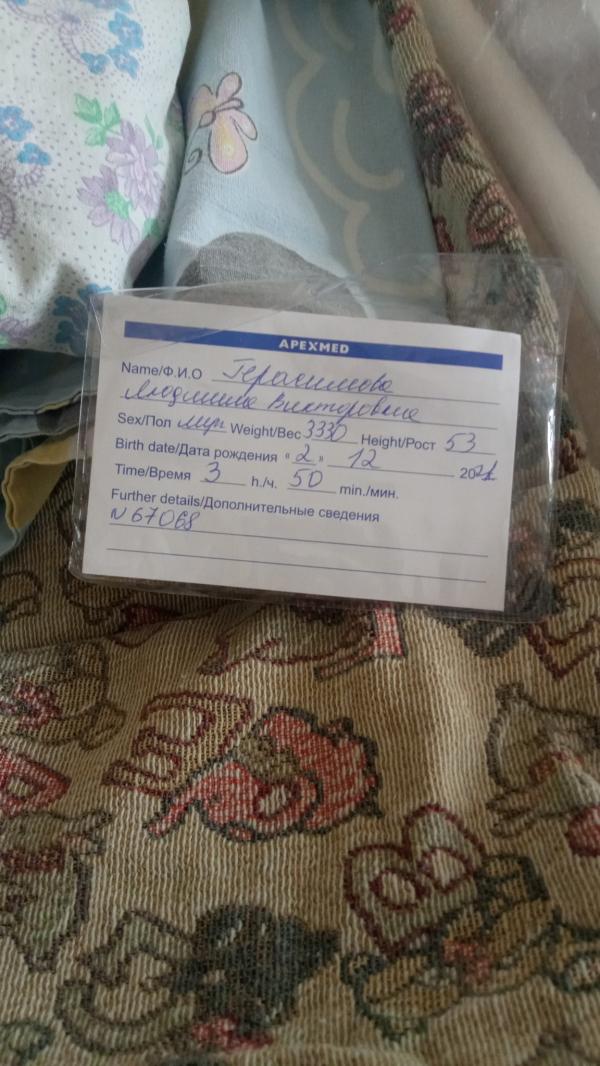 APEXMED
Name/Ф.И.О Герасимова
Людмила Викторовна
Sex/Пол муж Weight/Вес 3330 Height/Рост 53
Birth date/Дата рождения "2" 12 2021
Time/Время 3 h./ч. 50 min./мин.
Further details/Дополнительные сведения
N 67068